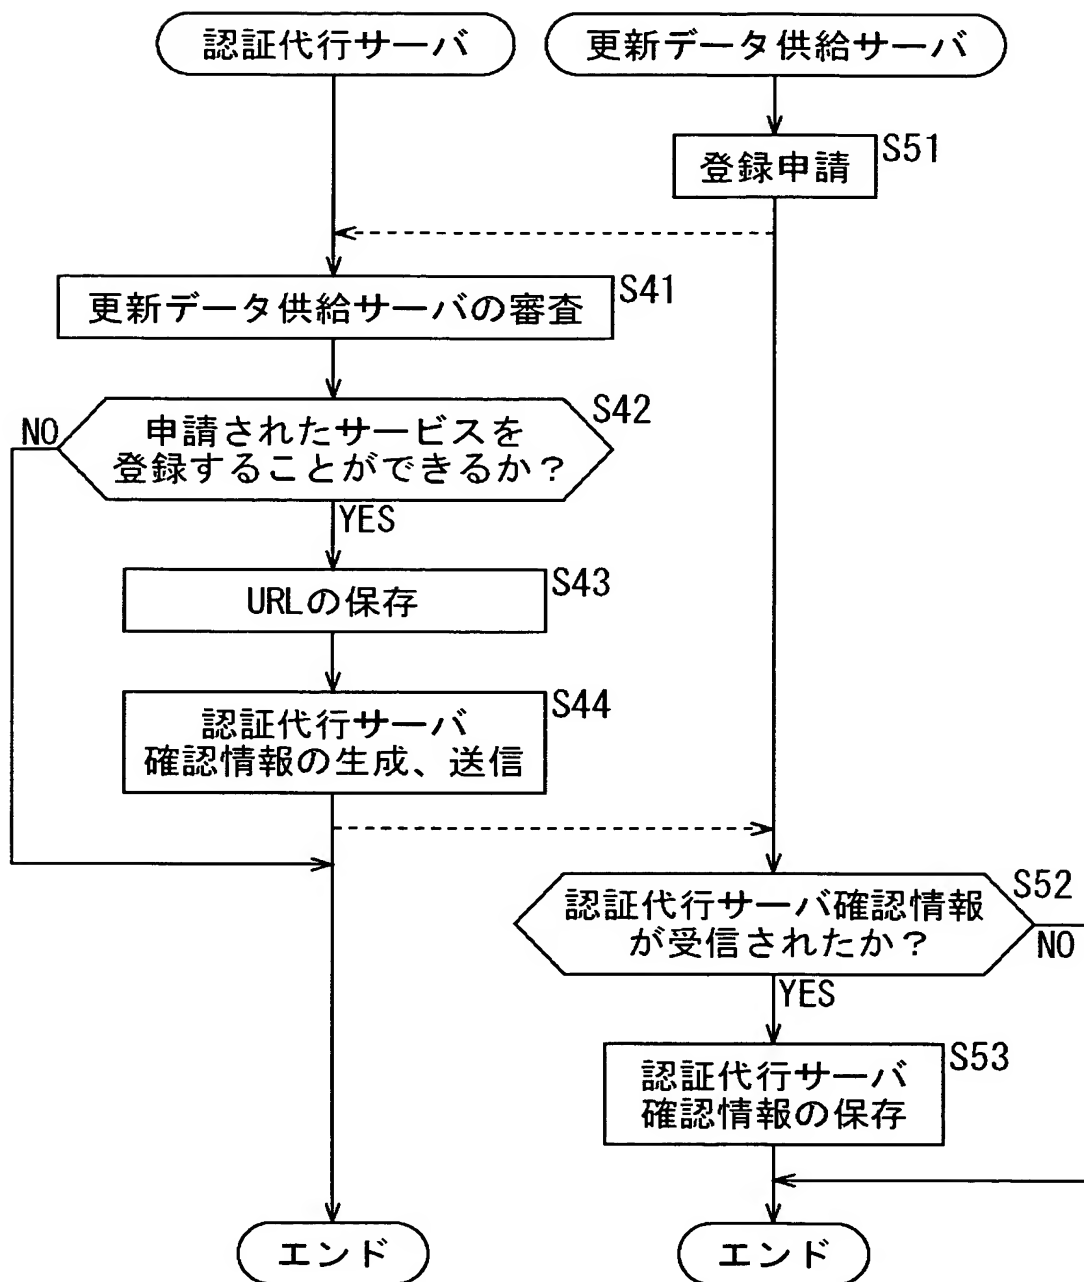 認証代行サーバ
更新データ供給サーバ
登録申請
S51
更新データ供給サーバの審査
S41
申請されたサービスを
登録することができるか？
S42
NO
YES
URLの保存
S43
認証代行サーバ
確認情報の生成、送信
S44
認証代行サーバ確認情報
が受信されたか？
S52
NO
YES
認証代行サーバ
確認情報の保存
S53
エンド
エンド